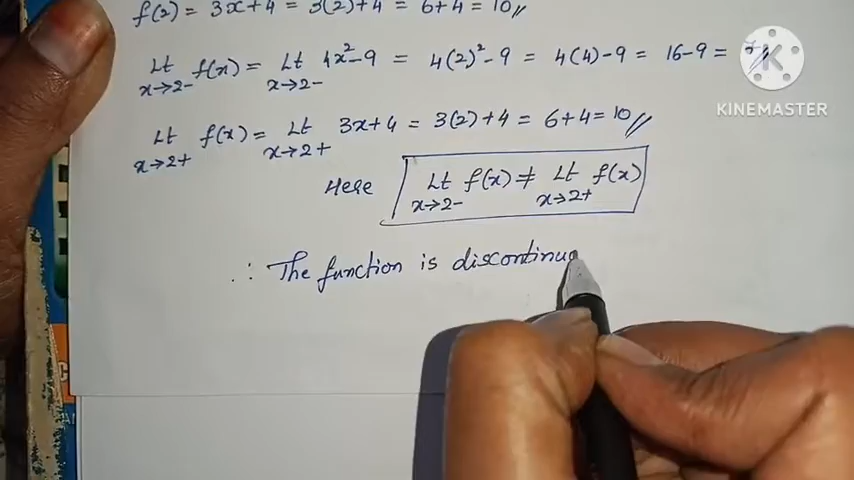 f(2) = 3x+4 = 3(2)+4 = 6+4 = 10//
Lt x→2- f(x) = Lt x→2- 4x²-9 = 4(2)²-9 = 4(4)-9 = 16-9 =
KINEMASTER
Lt x→2+ f(x) = Lt x→2+ 3x+4 = 3(2)+4 = 6+4 = 10//
Here Lt x→2- f(x) ≠ Lt x→2+ f(x)
∴ The function is discontinuo